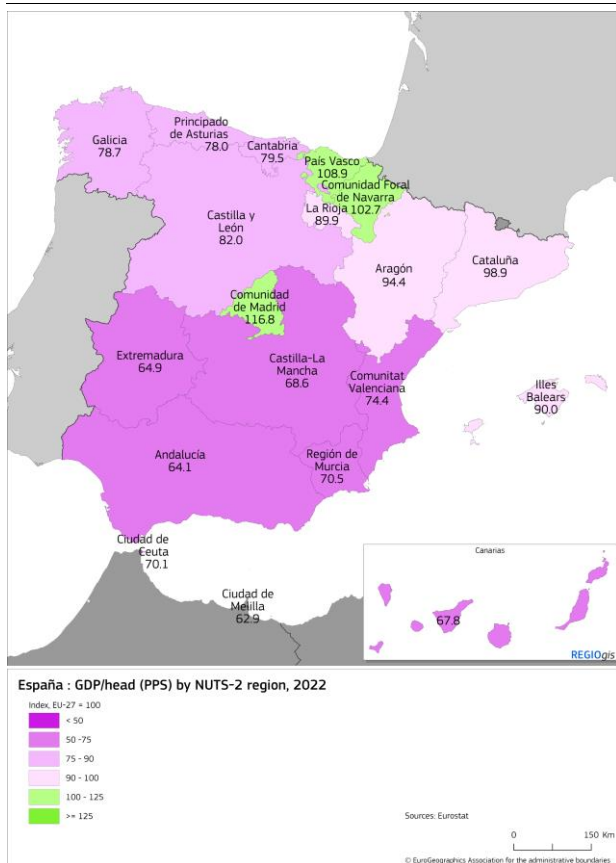 Principado
de Asturias
78.0
Galicia
78.7
Cantabria
79.5
País Vasco
108.9
Comunidad Foral
de Navarra
102.7
La Rioja
89.9
Castilla y
León
82.0
Aragón
94.4
Cataluña
98.9
Comunidad
de Madrid
116.8
Extremadura
64.9
Castilla-La
Mancha
68.6
Comunitat
Valenciana
74.4
Illes
Balears
90.0
Andalucía
64.1
Región de
Murcia
70.5
Ciudad de
Ceuta
70.1
Ciudad de
Melilla
62.9
Canarias
67.8
REGIOgis
España : GDP/head (PPS) by NUTS-2 region, 2022
Index, EU-27 = 100
< 50
50 -75
75 - 90
90 - 100
100 - 125
>= 125
Sources: Eurostat
0 150 Km
© EuroGeographics Association for the administrative boundaries